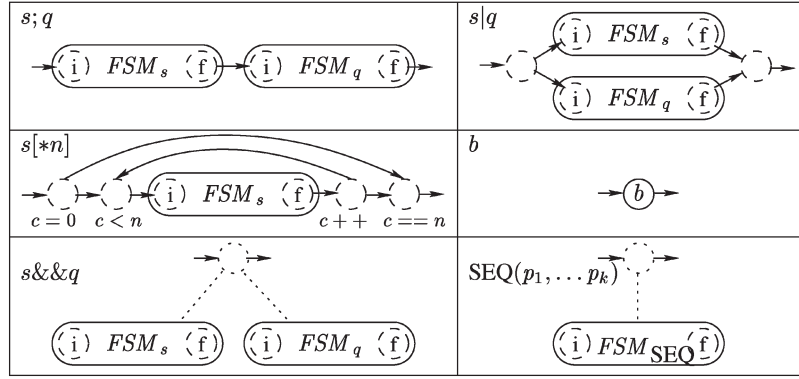 s; q
i FSM_s f i FSM_q f
s|q
i FSM_s f
i FSM_q f
s[*n]
i FSM_s f
c = 0 c < n c + + c == n
b
b
s&&q
i FSM_s f i FSM_q f
SEQ(p_1, … p_k)
i FSM_SEQ f